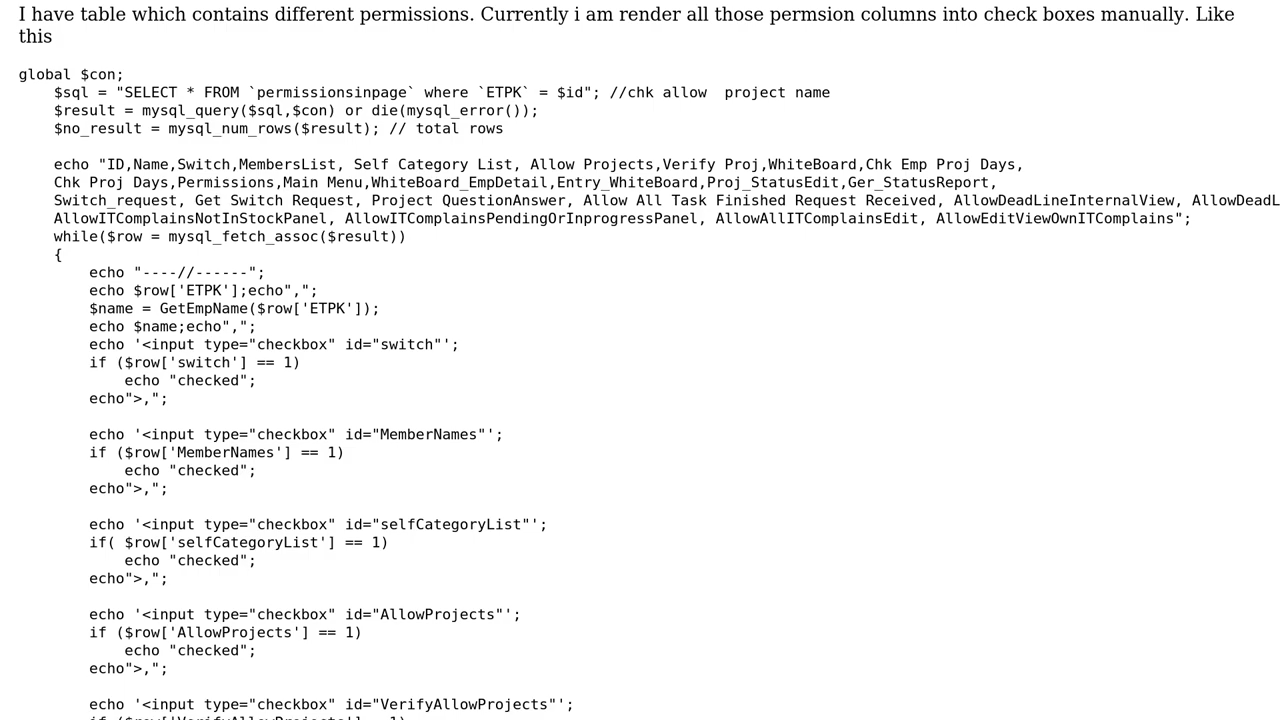 I have table which contains different permissions. Currently i am render all those permsion columns into check boxes manually. Like
this
global $con;
$sql = "SELECT * FROM `permissionsinpage` where `ETPK` = $id"; //chk allow  project name
$result = mysql_query($sql,$con) or die(mysql_error());
$no_result = mysql_num_rows($result); // total rows
echo "ID,Name,Switch,MembersList, Self Category List, Allow Projects,Verify Proj,WhiteBoard,Chk Emp Proj Days,
Chk Proj Days,Permissions,Main Menu,WhiteBoard_EmpDetail,Entry_WhiteBoard,Proj_StatusEdit,Ger_StatusReport,
Switch_request, Get Switch Request, Project QuestionAnswer, Allow All Task Finished Request Received, AllowDeadLineInternalView, AllowDeadL
AllowITComplainsNotInStockPanel, AllowITComplainsPendingOrInprogressPanel, AllowAllITComplainsEdit, AllowEditViewOwnITComplains";
while($row = mysql_fetch_assoc($result))
{
echo "----//------";
echo $row['ETPK'];echo",";
$name = GetEmpName($row['ETPK']);
echo $name;echo",";
echo '<input type="checkbox" id="switch"';
if ($row['switch'] == 1)
echo "checked";
echo">,";
echo '<input type="checkbox" id="MemberNames"';
if ($row['MemberNames'] == 1)
echo "checked";
echo">,";
echo '<input type="checkbox" id="selfCategoryList"';
if( $row['selfCategoryList'] == 1)
echo "checked";
echo">,";
echo '<input type="checkbox" id="AllowProjects"';
if ($row['AllowProjects'] == 1)
echo "checked";
echo">,";
echo '<input type="checkbox" id="VerifyAllowProjects"';
if ($row['VerifyAllowProjects'] == 1)